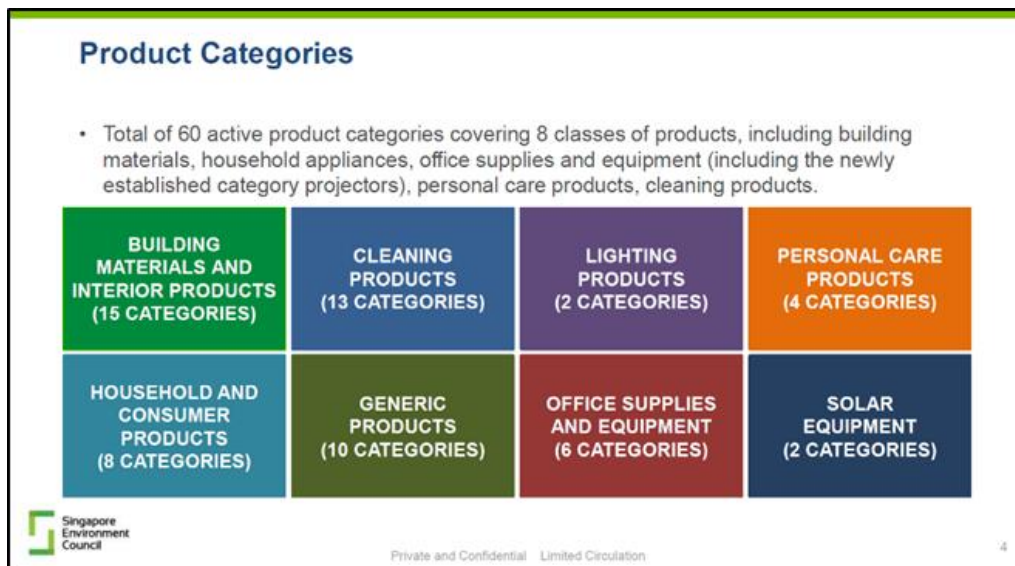 Product Categories
• Total of 60 active product categories covering 8 classes of products, including building
materials, household appliances, office supplies and equipment (including the newly
established category projectors), personal care products, cleaning products.
BUILDING
MATERIALS AND
INTERIOR PRODUCTS
(15 CATEGORIES)
CLEANING
PRODUCTS
(13 CATEGORIES)
LIGHTING
PRODUCTS
(2 CATEGORIES)
PERSONAL CARE
PRODUCTS
(4 CATEGORIES)
HOUSEHOLD AND
CONSUMER
PRODUCTS
(8 CATEGORIES)
GENERIC
PRODUCTS
(10 CATEGORIES)
OFFICE SUPPLIES
AND EQUIPMENT
(6 CATEGORIES)
SOLAR
EQUIPMENT
(2 CATEGORIES)
Singapore
Environment
Council
Private and Confidential Limited Circulation
4